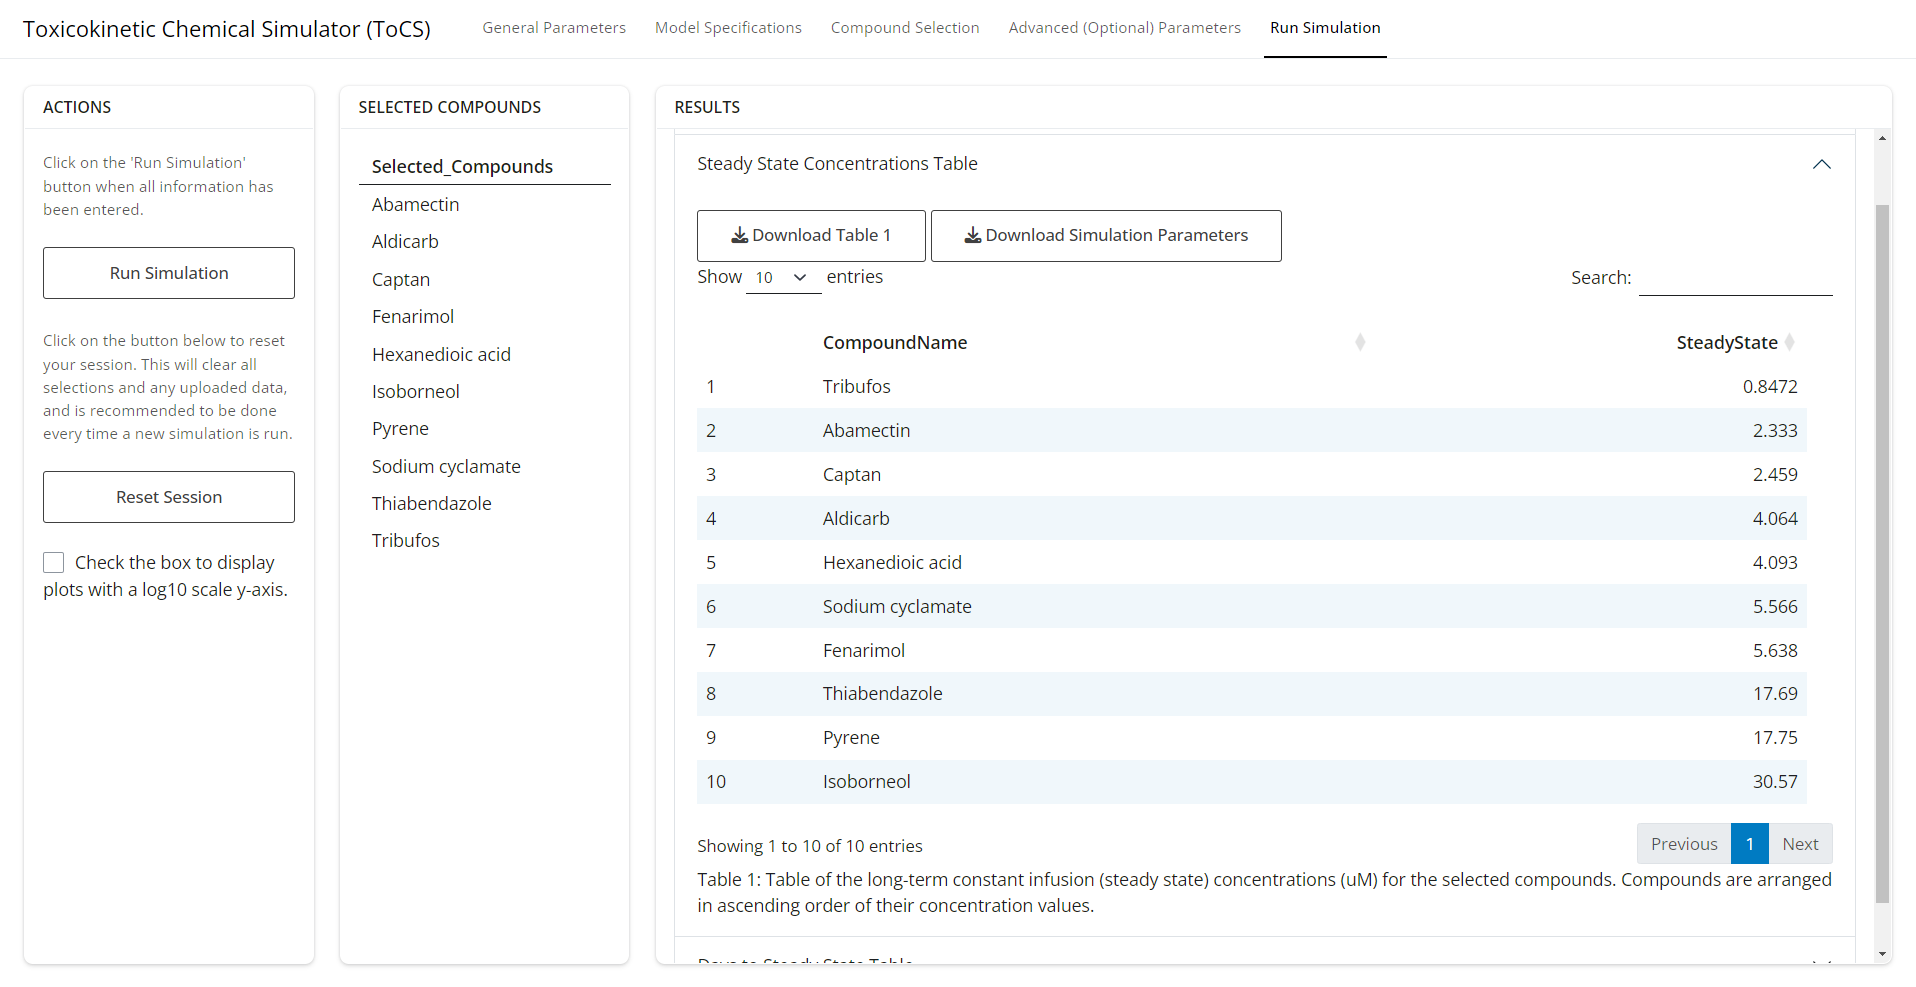 Toxicokinetic Chemical Simulator (ToCS)
General Parameters
Model Specifications
Compound Selection
Advanced (Optional) Parameters
Run Simulation
ACTIONS
Click on the 'Run Simulation'
button when all information has
been entered.
Run Simulation
Click on the button below to reset
your session. This will clear all
selections and any uploaded data,
and is recommended to be done
every time a new simulation is run.
Reset Session
Check the box to display
plots with a log10 scale y-axis.
SELECTED COMPOUNDS
Selected_Compounds
Abamectin
Aldicarb
Captan
Fenarimol
Hexanedioic acid
Isoborneol
Pyrene
Sodium cyclamate
Thiabendazole
Tribufos
RESULTS
Steady State Concentrations Table
Download Table 1
Download Simulation Parameters
Show 10 entries
Search:
CompoundName SteadyState
1 Tribufos 0.8472
2 Abamectin 2.333
3 Captan 2.459
4 Aldicarb 4.064
5 Hexanedioic acid 4.093
6 Sodium cyclamate 5.566
7 Fenarimol 5.638
8 Thiabendazole 17.69
9 Pyrene 17.75
10 Isoborneol 30.57
Showing 1 to 10 of 10 entries
Previous 1 Next
Table 1: Table of the long-term constant infusion (steady state) concentrations (uM) for the selected compounds. Compounds are arranged
in ascending order of their concentration values.
Days to Steady State Table